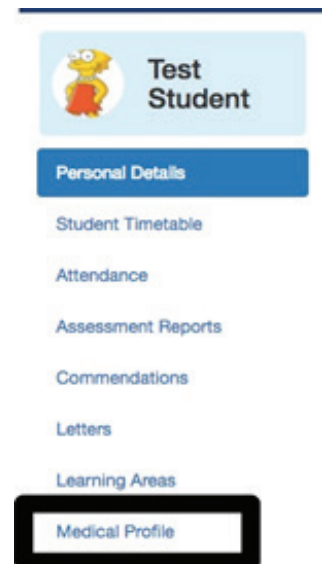 Test
Student
Personal Details
Student Timetable
Attendance
Assessment Reports
Commendations
Letters
Learning Areas
Medical Profile